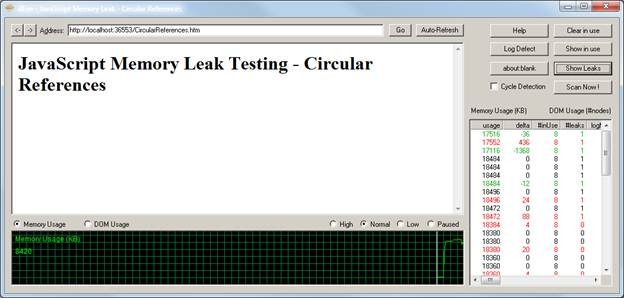 JavaScript Memory Leak - Circular References
<- -> Address: http://localhost:36553/CircularReferences.htm Go Auto-Refresh
JavaScript Memory Leak Testing - Circular
References
Help Clear in use
Log Defect Show in use
about:blank Show Leaks
Cycle Detection Scan Now !
Memory Usage (KB) DOM Usage (#nodes)
usage delta #inUse #leaks
17516 -36 8 1
17552 436 8 1
17116 -1368 8 1
18484 0 8 1
18484 0 8 1
18484 0 8 1
18484 -12 8 1
18496 0 8 1
18496 24 8 1
18472 0 8 1
18472 88 8 1
18384 4 8 0
18380 0 8 0
18380 0 8 0
18380 20 8 0
18360 0 8 0
18360 0 8 0
18360 4 8 0
Memory Usage DOM Usage High Normal Low Paused
Memory Usage (KB)
8420